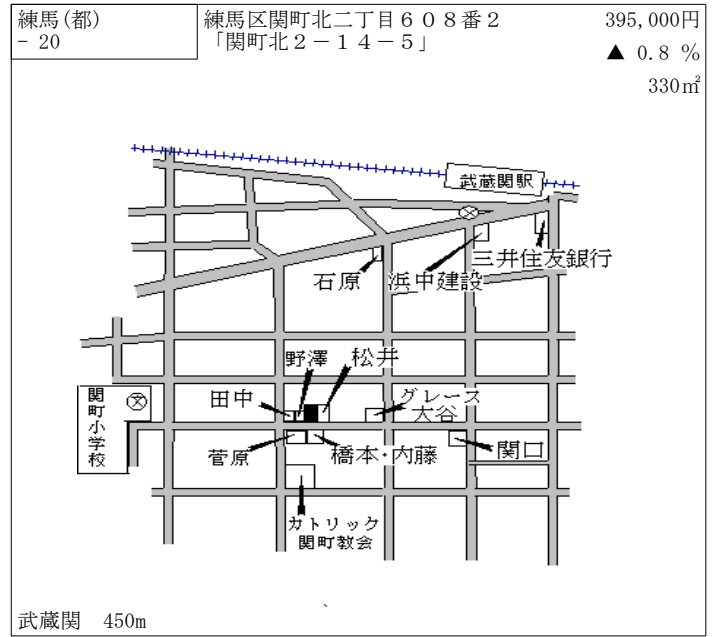 練馬(都)
- 20
練馬区関町北二丁目６０８番２
「関町北２－１４－５」
395,000円
▲ 0.8 %
330㎡
武蔵関駅
三井住友銀行
石原
浜中建設
野澤
松井
田中
グレース
大谷
関町小学校
菅原
橋本・内藤
関口
カトリック
関町教会
武蔵関 450m